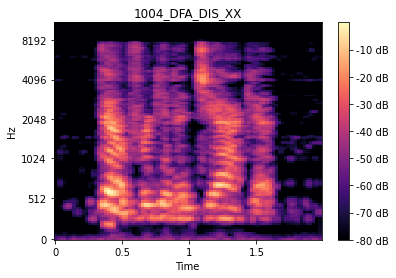 1004_DFA_DIS_XX
8192
4096
2048
1024
512
0
Hz
0
0.5
1
1.5
Time
-10 dB
-20 dB
-30 dB
-40 dB
-50 dB
-60 dB
-70 dB
-80 dB